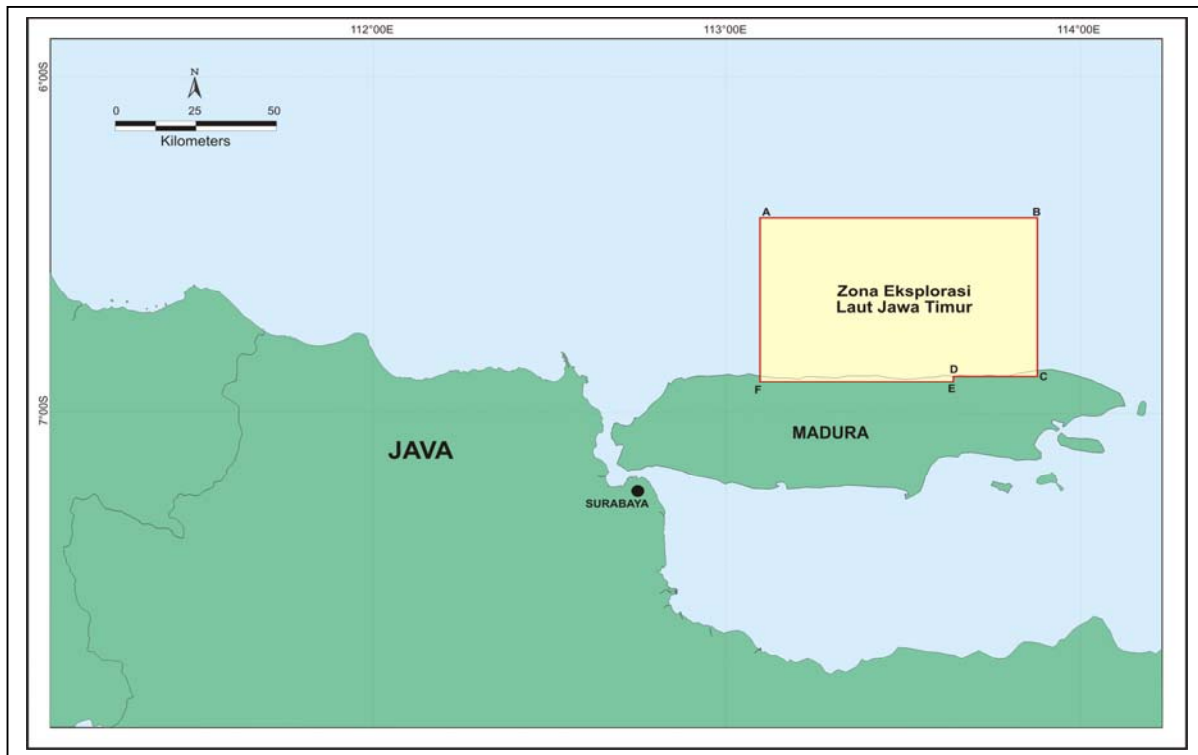 112°00E 113°00E 114°00E
6°00S
N
0 25 50
Kilometers
A B
Zona Eksplorasi
Laut Jawa Timur
D
F E C
7°00S
MADURA
JAVA
SURABAYA